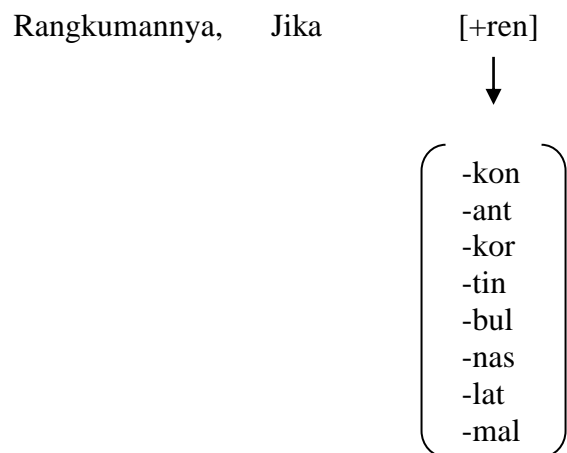 Rangkumannya, Jika [+ren]
-kon
-ant
-kor
-tin
-bul
-nas
-lat
-mal